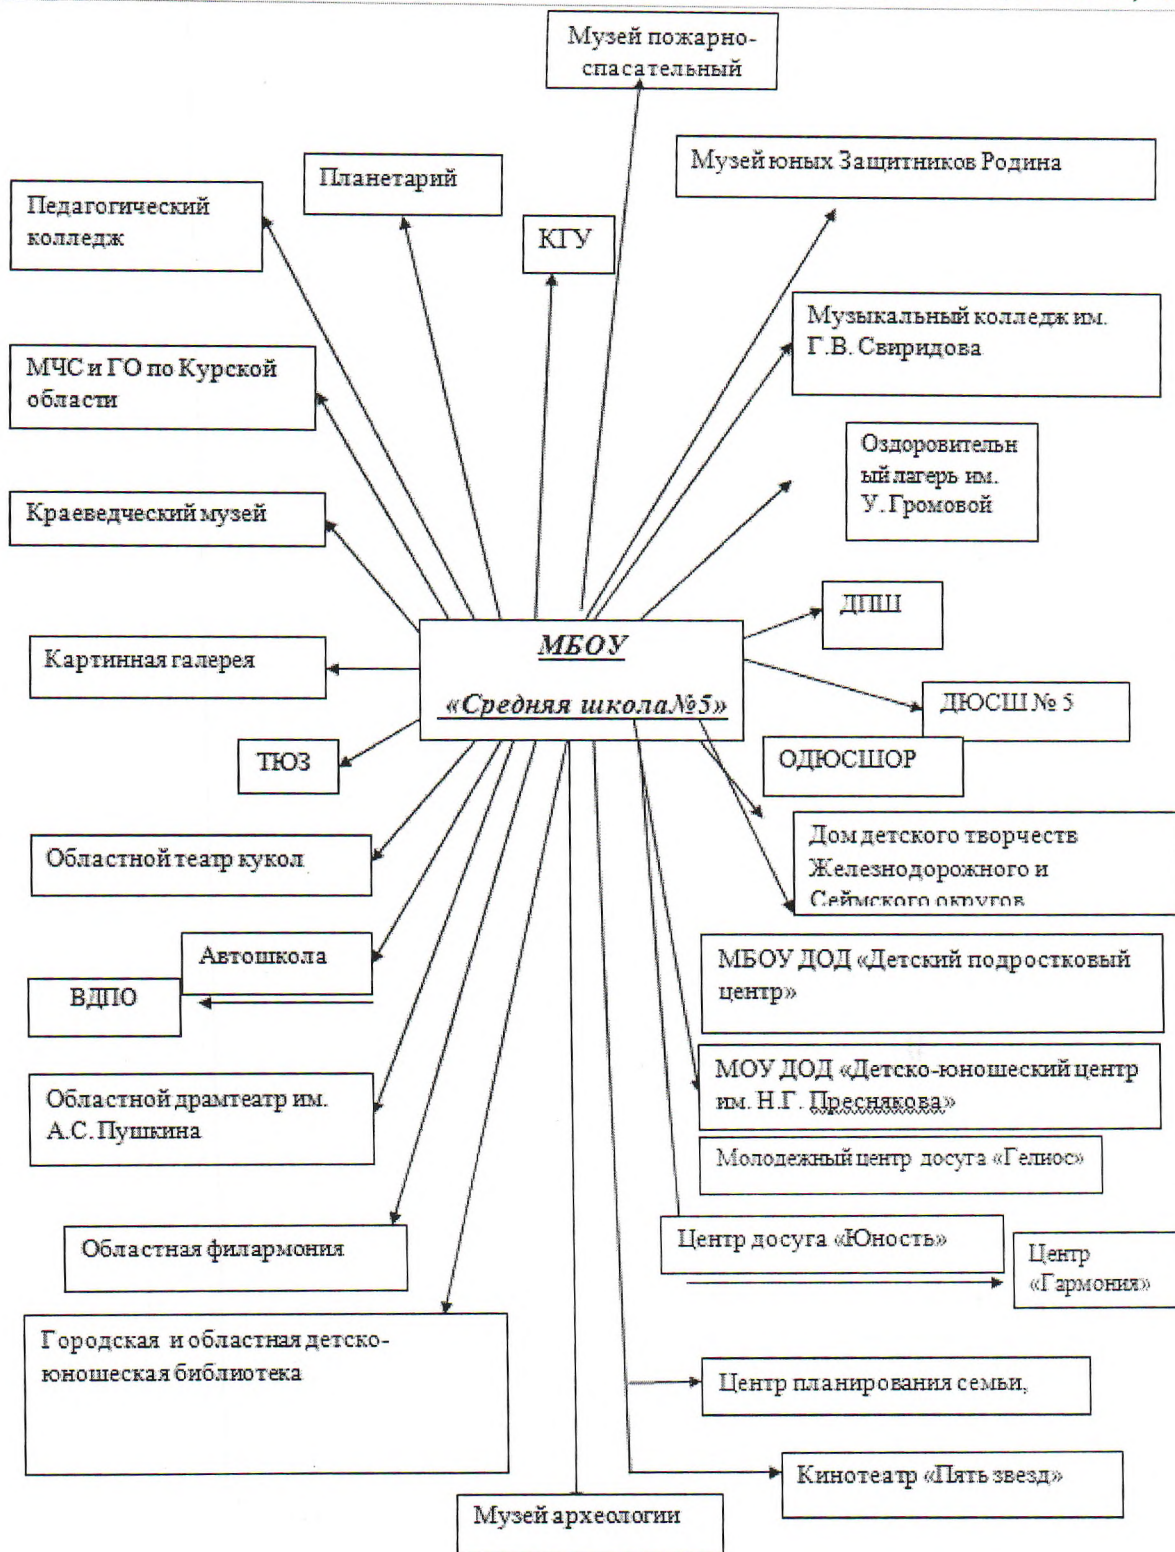 Музей пожарно-
спасательный
Музей юных Защитников Родина
Планетарий
Педагогический
колледж
КГУ
Музыкальный колледж им.
Г.В. Свиридова
МЧС и ГО по Курской
области
Оздоровительн
ый лагерь им.
У. Громовой
Краеведческий музей
ДПШ
МБОУ
«Средняя школа№5»
Картинная галерея
ДЮСШ № 5
ТЮЗ
ОДЮСШОР
Областной театр кукол
Дом детского творчеств
Железнодорожного и
Сеймского округов
Автошкола
ВДПО
МБОУ ДОД «Детский подростковый
центр»
МОУ ДОД «Детско-юношеский центр
им. Н.Г. Преснякова»
Областной драмтеатр им.
А.С. Пушкина
Молодежный центр досуга «Гелиос»
Областная филармония
Центр досуга «Юность»
Центр
«Гармония»
Городская и областная детско-
юношеская библиотека
Центр планирования семьи,
Кинотеатр «Пять звезд»
Музей археологии